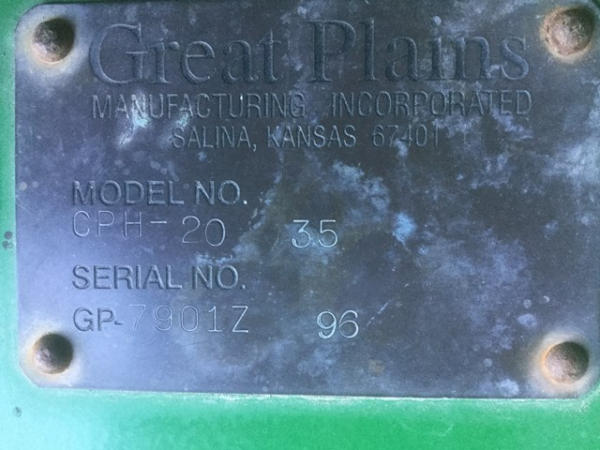 Great Plains
MANUFACTURING INCORPORATED
SALINA, KANSAS 67401
MODEL NO.
CPH-20 35
SERIAL NO.
GP-7901Z 96